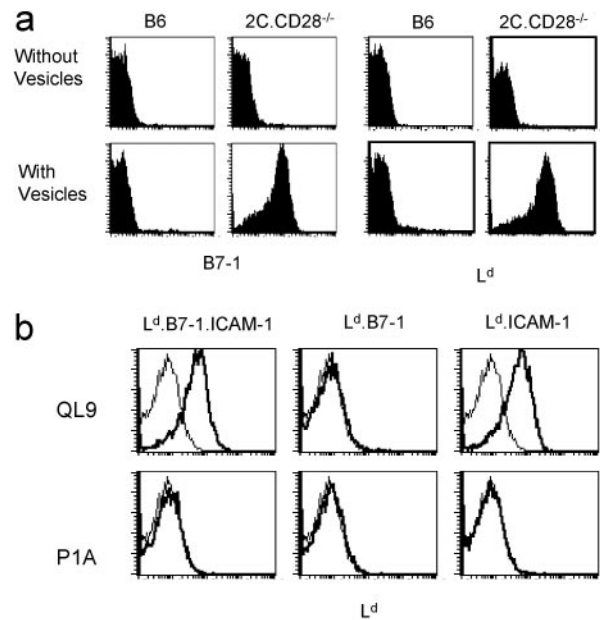 a
B6 2C.CD28-/- B6 2C.CD28-/-
Without
Vesicles
With
Vesicles
B7-1 Ld
b
Ld.B7-1.ICAM-1 Ld.B7-1 Ld.ICAM-1
QL9
P1A
Ld